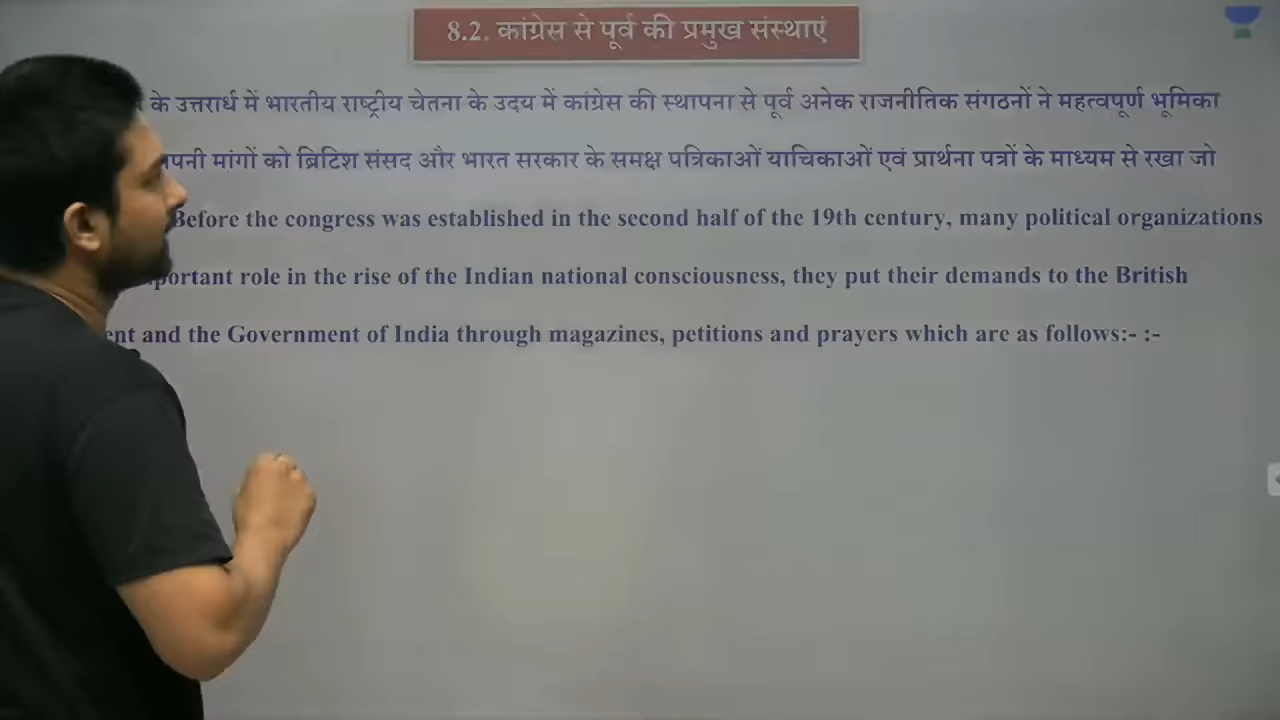 8.2. कांग्रेस से पूर्व की प्रमुख संस्थाएं
के उत्तरार्ध में भारतीय राष्ट्रीय चेतना के उदय में कांग्रेस की स्थापना से पूर्व अनेक राजनीतिक संगठनों ने महत्वपूर्ण भूमिका
मांगों को ब्रिटिश संसद और भारत सरकार के समक्ष पत्रिकाओं याचिकाओं एवं प्रार्थना पत्रों के माध्यम से रखा जो
Before the congress was established in the second half of the 19th century, many political organizations
role in the rise of the Indian national consciousness, they put their demands to the British
and the Government of India through magazines, petitions and prayers which are as follows:- :-